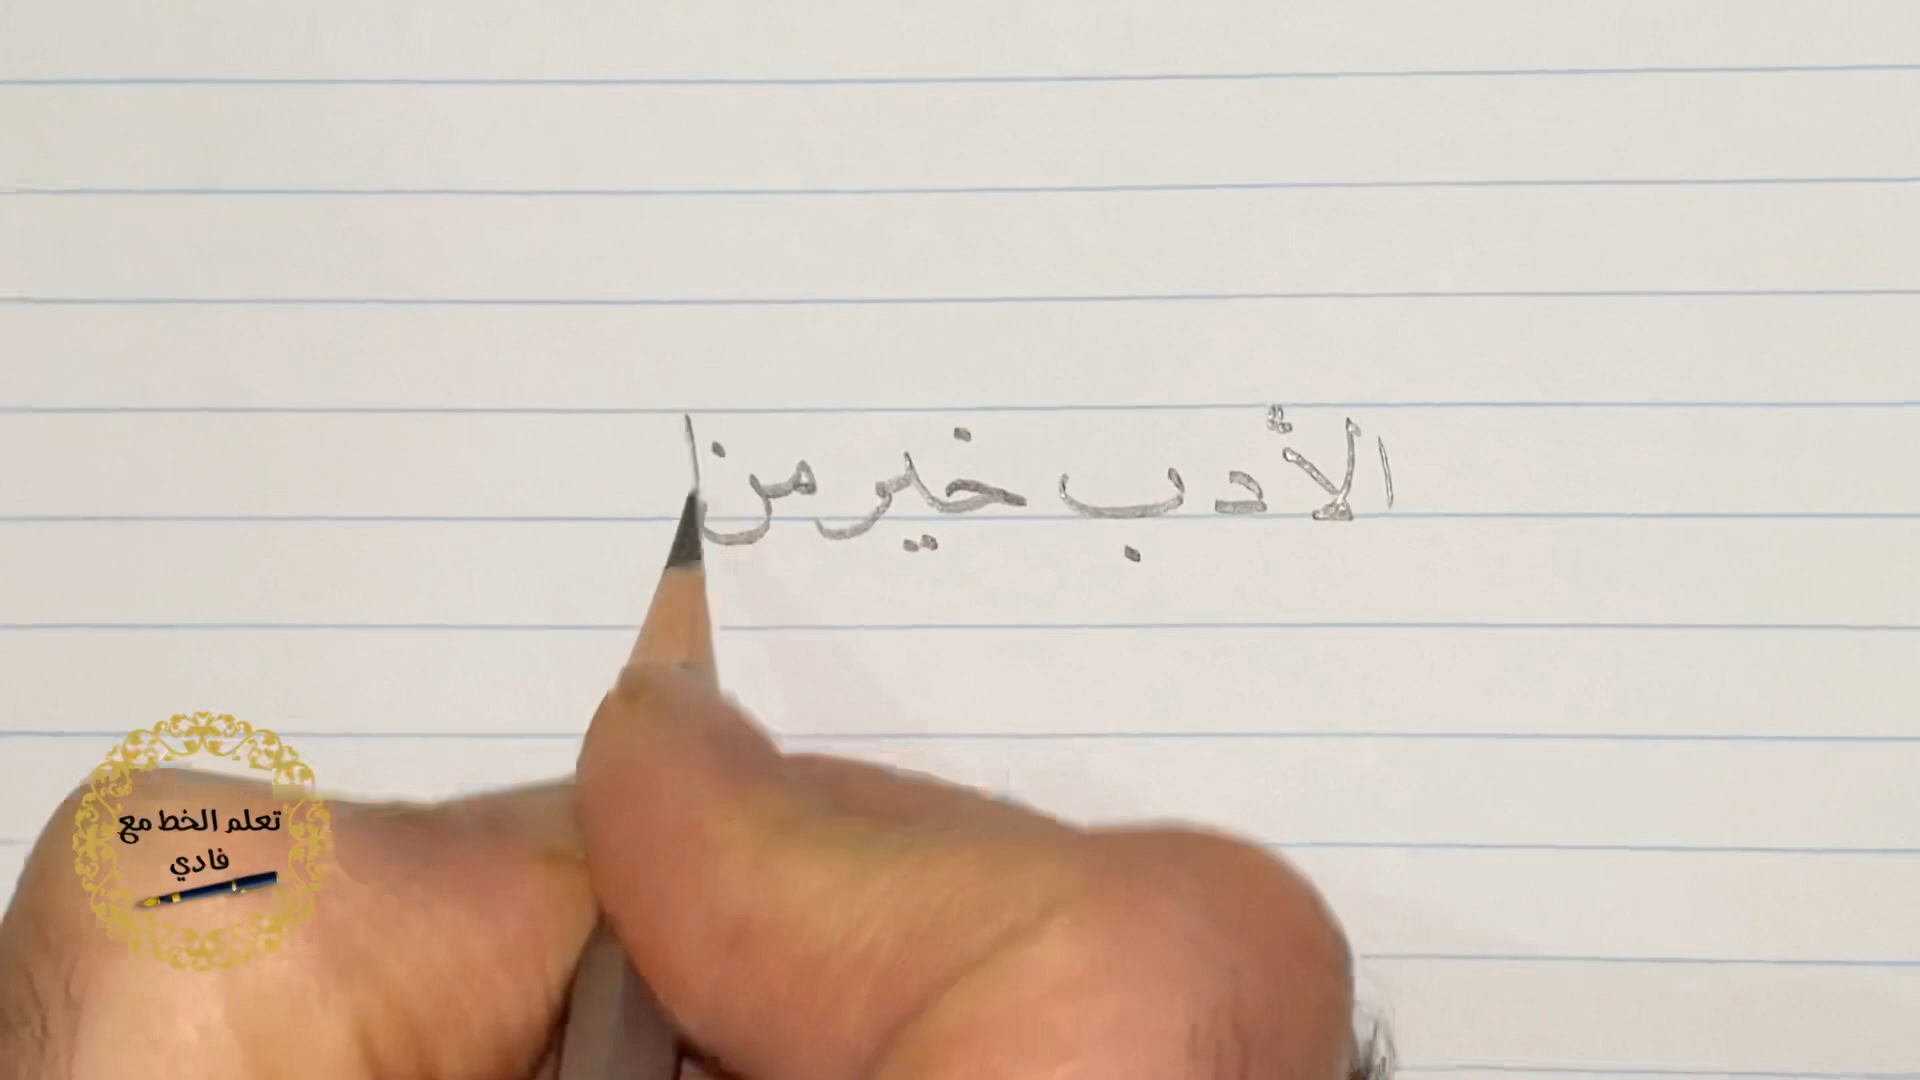 الأدب خير من ا
تعلم الخط مع
فادي